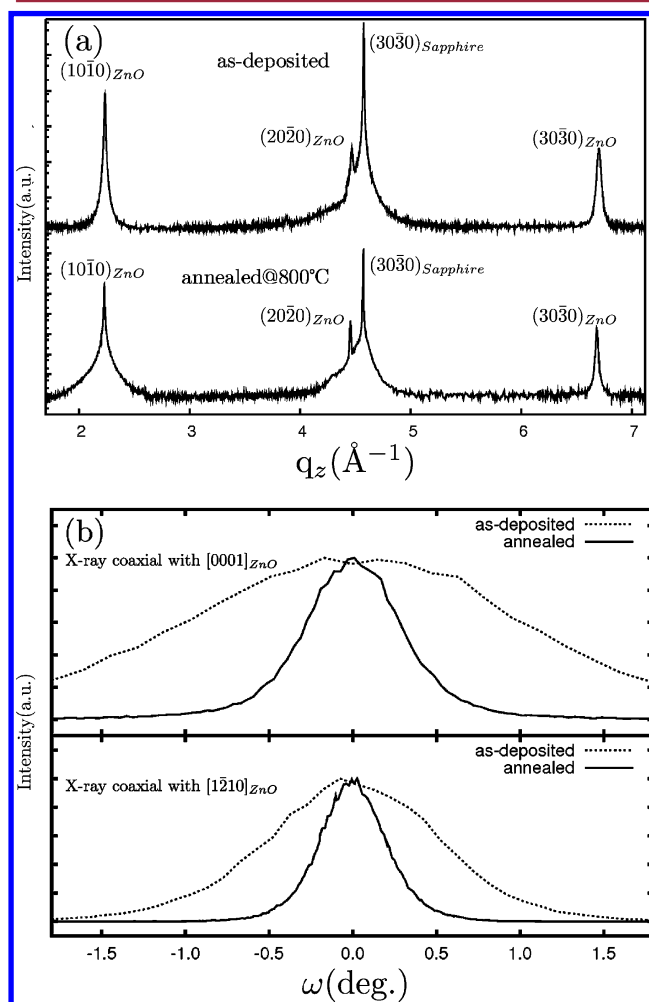 (a)
(303̄0)Sapphire
(101̄0)ZnO
as-deposited
(202̄0)ZnO
(303̄0)ZnO
(101̄0)ZnO
annealed@800℃
(303̄0)Sapphire
(202̄0)ZnO
(303̄0)ZnO
Intensity(a.u.)
2 3 4 5 6 7
q_z(Å⁻¹)
(b)
as-deposited
annealed
X-ray coaxial with [0001]ZnO
as-deposited
annealed
X-ray coaxial with [12̄10]ZnO
Intensity(a.u.)
-1.5 -1.0 -0.5 0.0 0.5 1.0 1.5
ω(deg.)